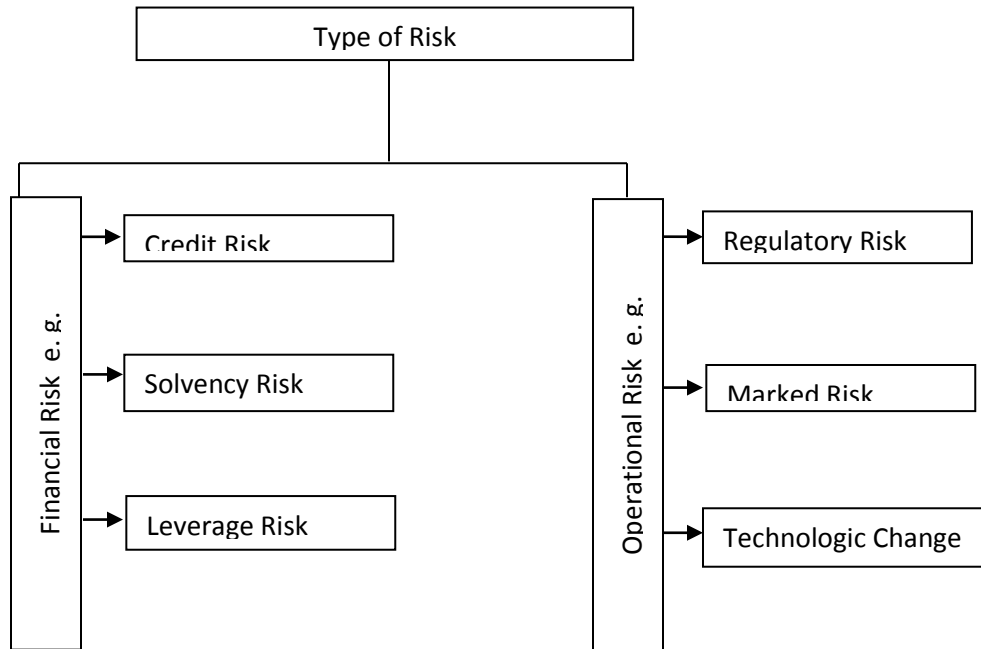 Type of Risk
Financial Risk e. g.
Credit Risk
Solvency Risk
Leverage Risk
Operational Risk e. g.
Regulatory Risk
Marked Risk
Technologic Change